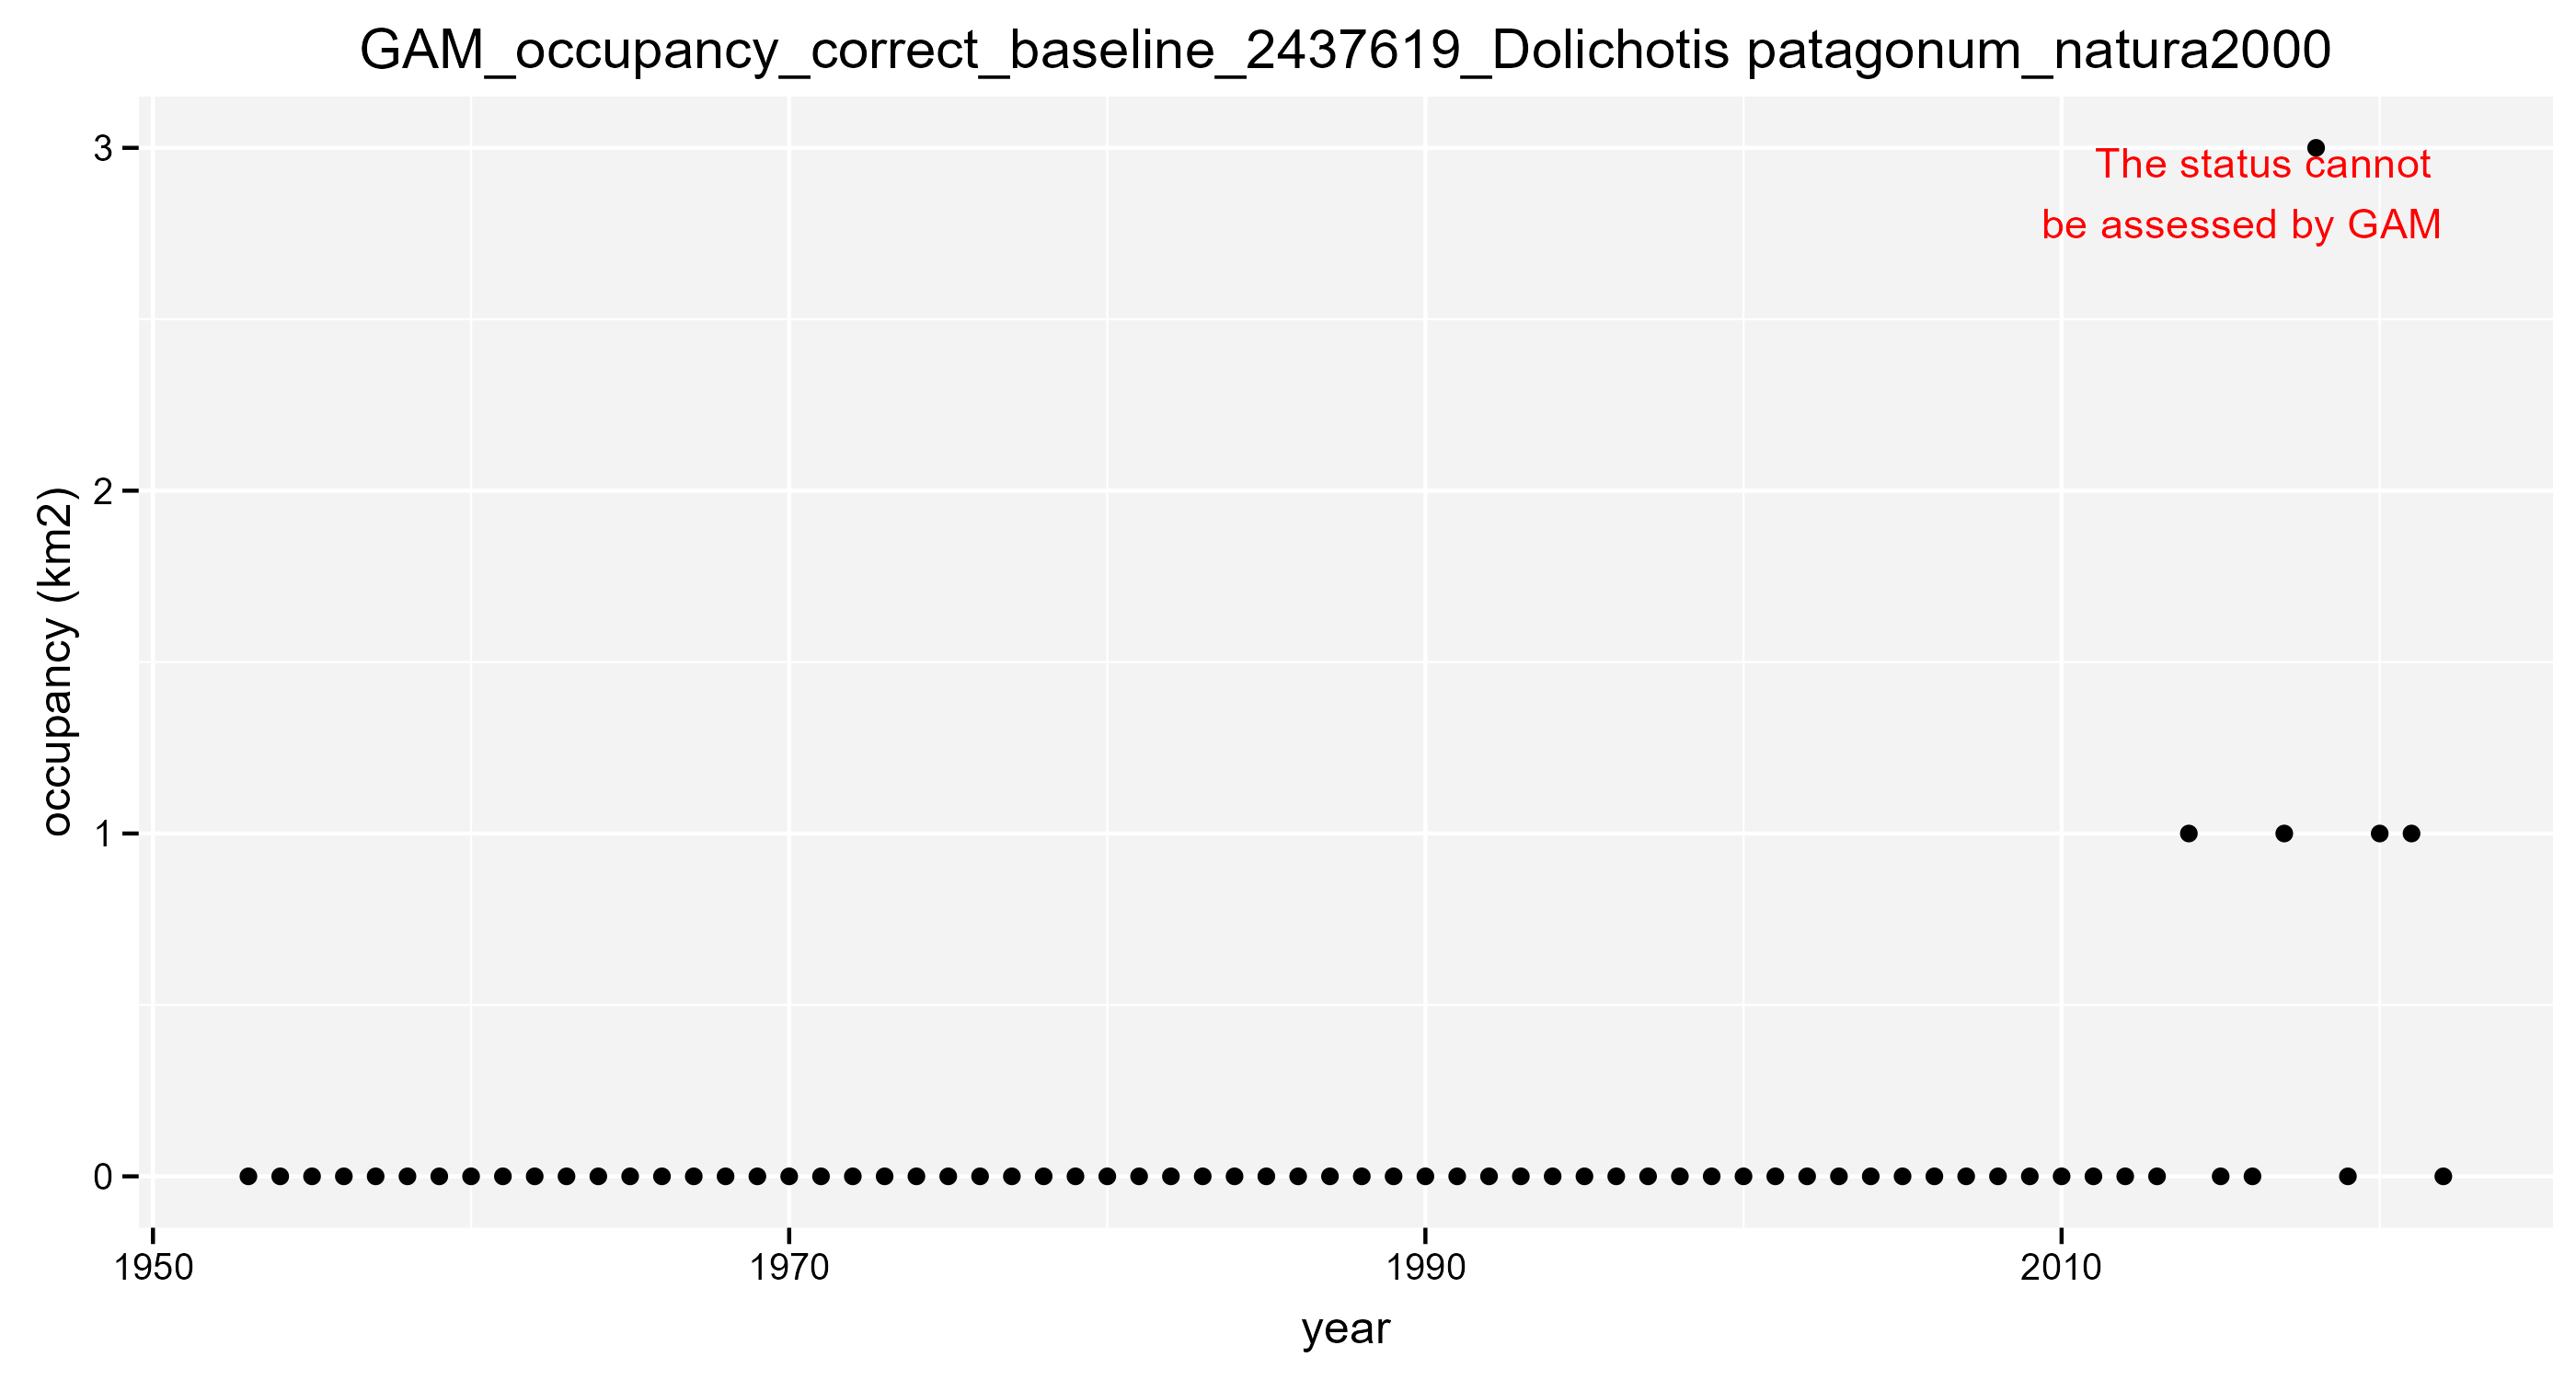 GAM_occupancy_correct_baseline_2437619_Dolichotis patagonum_natura2000
3
The status cannot
be assessed by GAM
2
occupancy (km2)
1
0
1950 1970 1990 2010
year